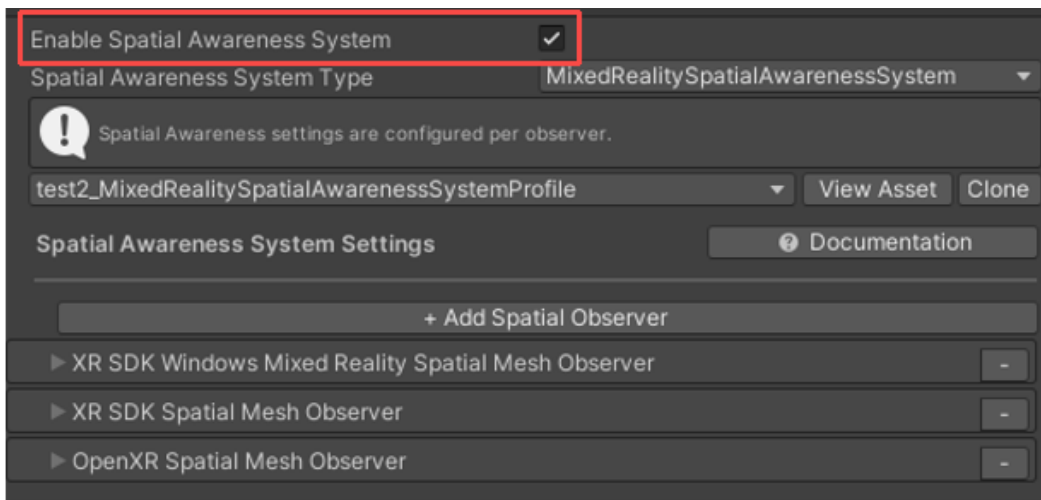 Enable Spatial Awareness System
Spatial Awareness System Type MixedRealitySpatialAwarenessSystem
Spatial Awareness settings are configured per observer.
test2_MixedRealitySpatialAwarenessSystemProfile View Asset Clone
Spatial Awareness System Settings Documentation
+ Add Spatial Observer
XR SDK Windows Mixed Reality Spatial Mesh Observer -
XR SDK Spatial Mesh Observer -
OpenXR Spatial Mesh Observer -